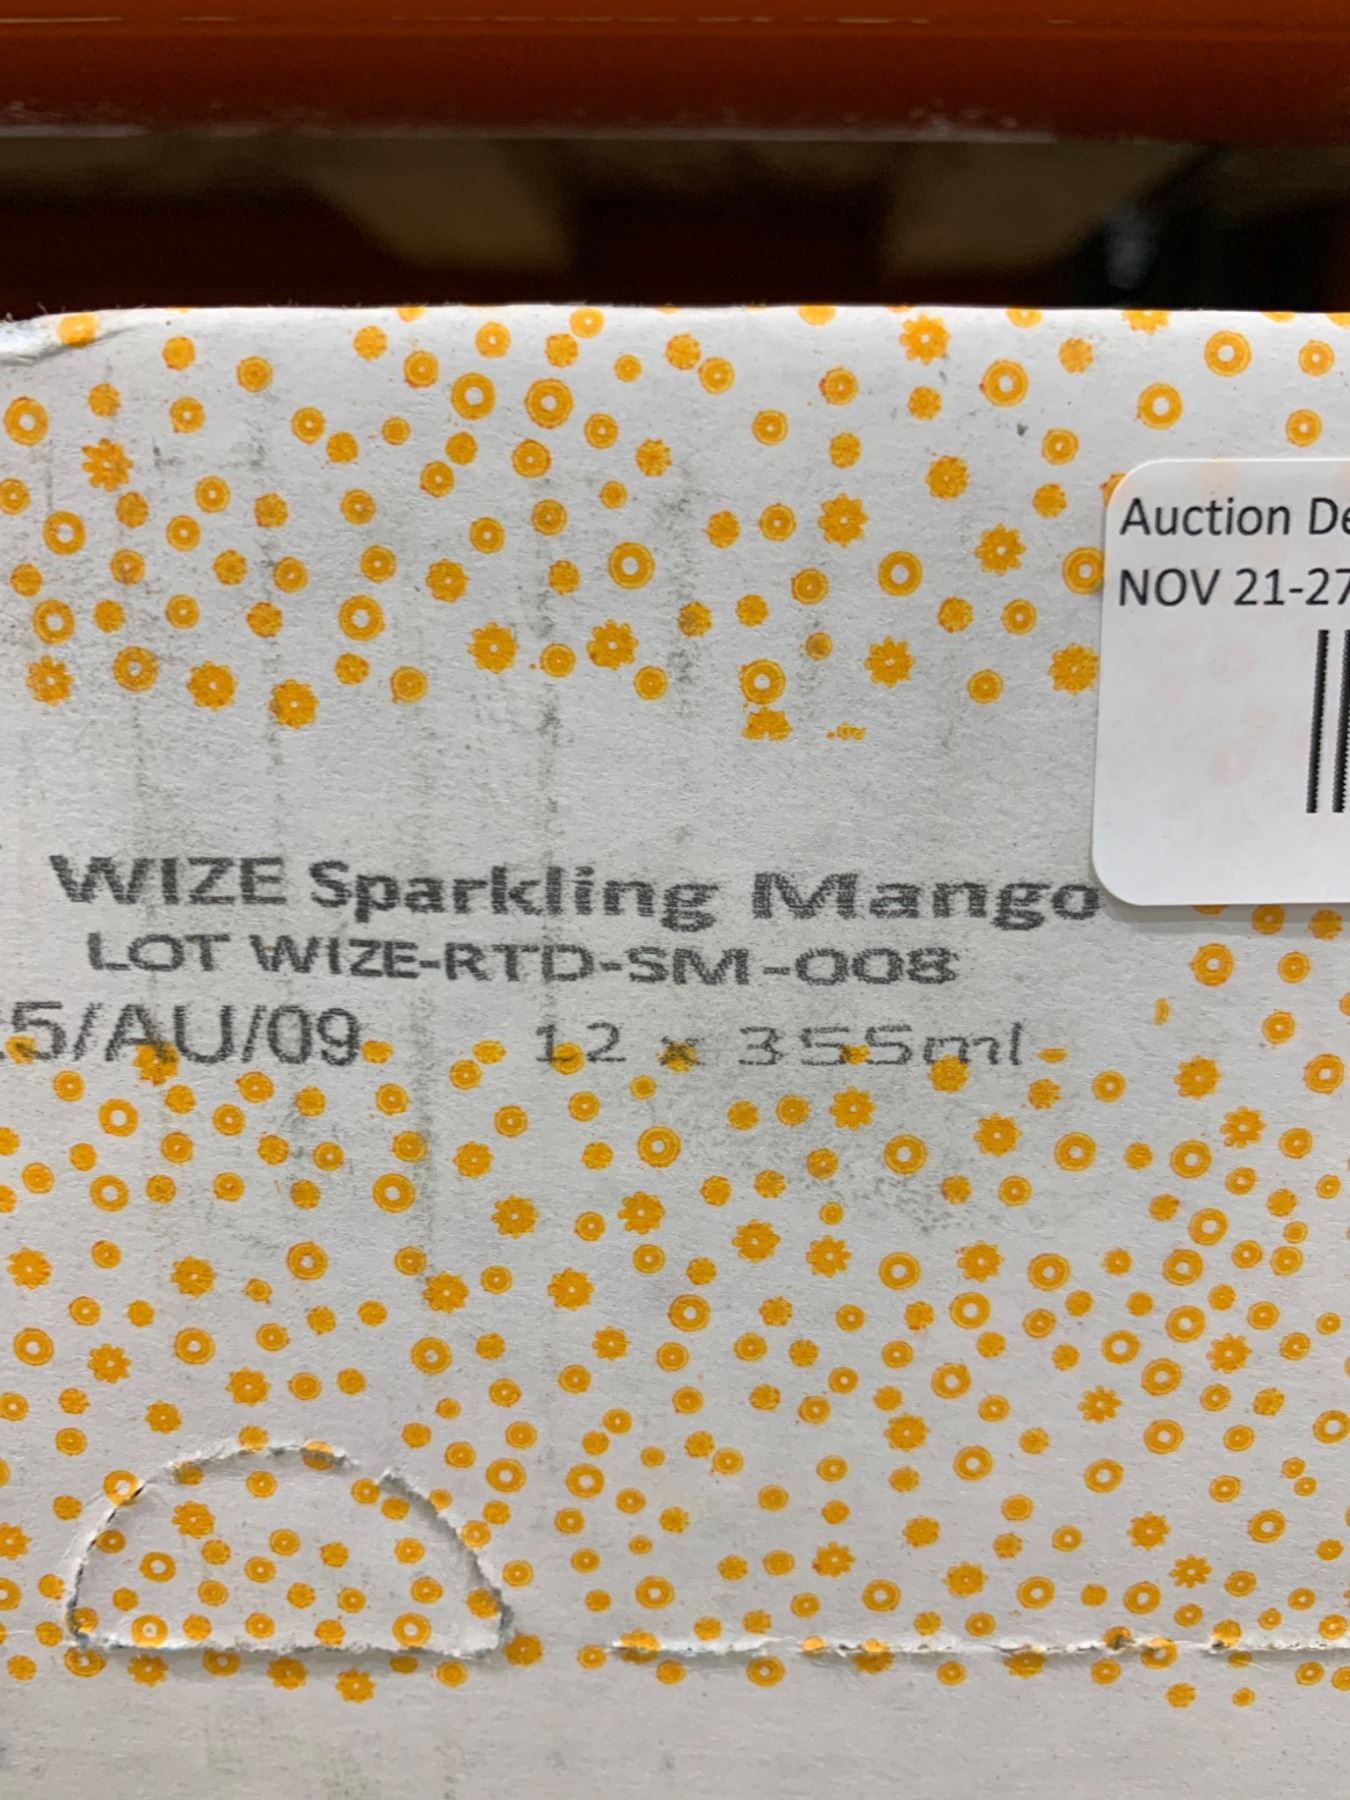 Auction De
NOV 21-27
WIZE Sparkling Mango
LOT WIZE-RTD-SM-008
5/AU/09 12 x 355ml